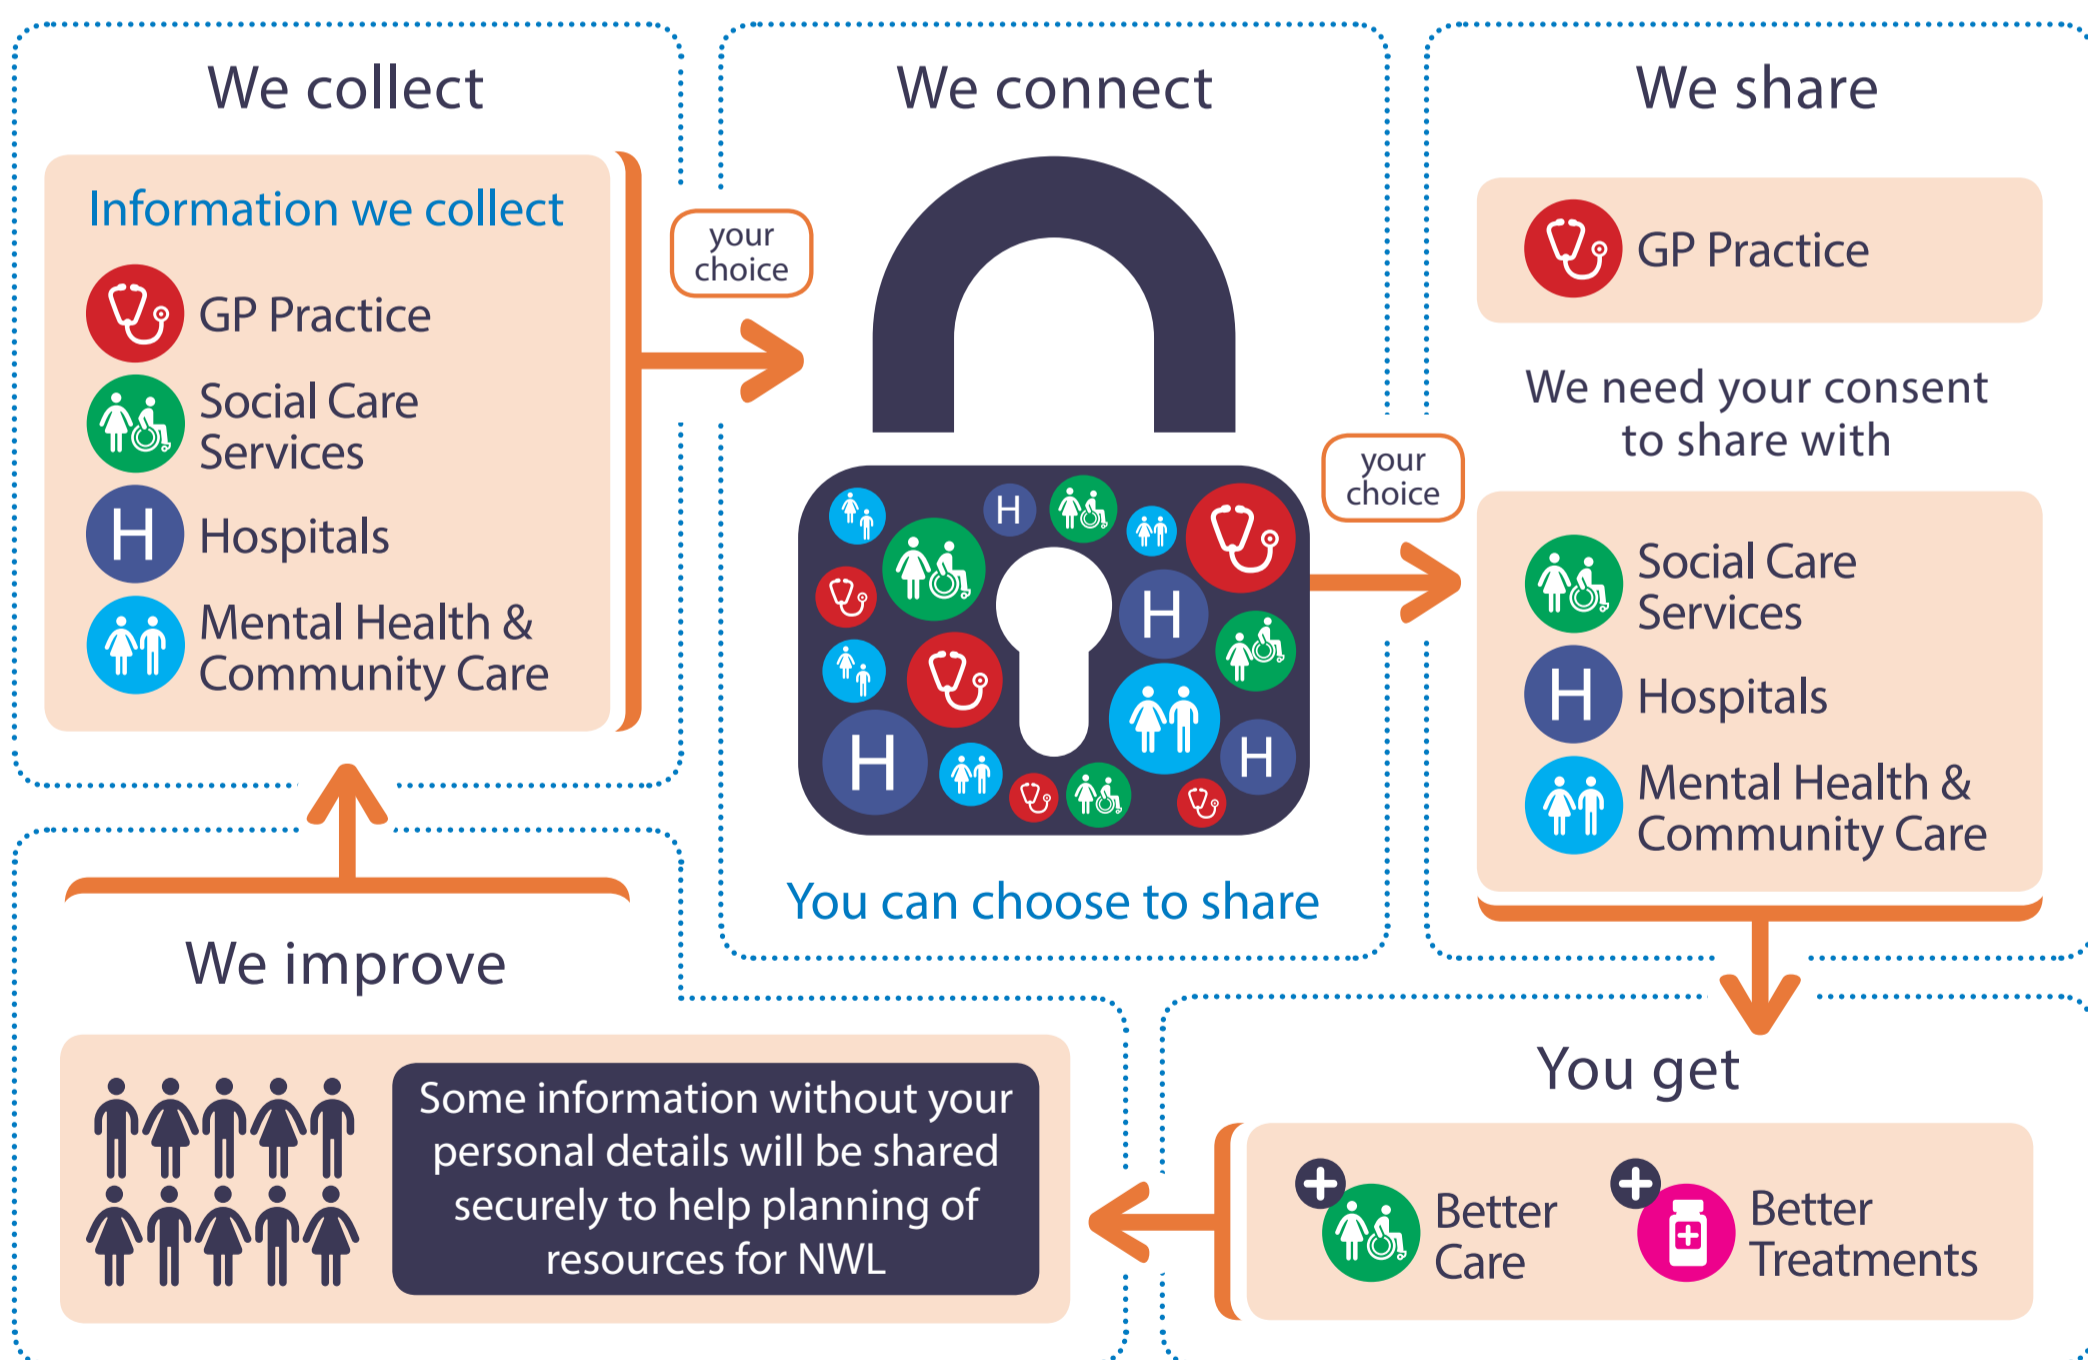 We collect
Information we collect
GP Practice
Social Care
Services
H
Hospitals
Mental Health &
Community Care
your
choice
We connect
H
H
H
H
You can choose to share
your
choice
We share
GP Practice
We need your consent
to share with
Social Care
Services
H
Hospitals
Mental Health &
Community Care
You get
Better
Care
Better
Treatments
We improve
Some information without your
personal details will be shared
securely to help planning of
resources for NWL